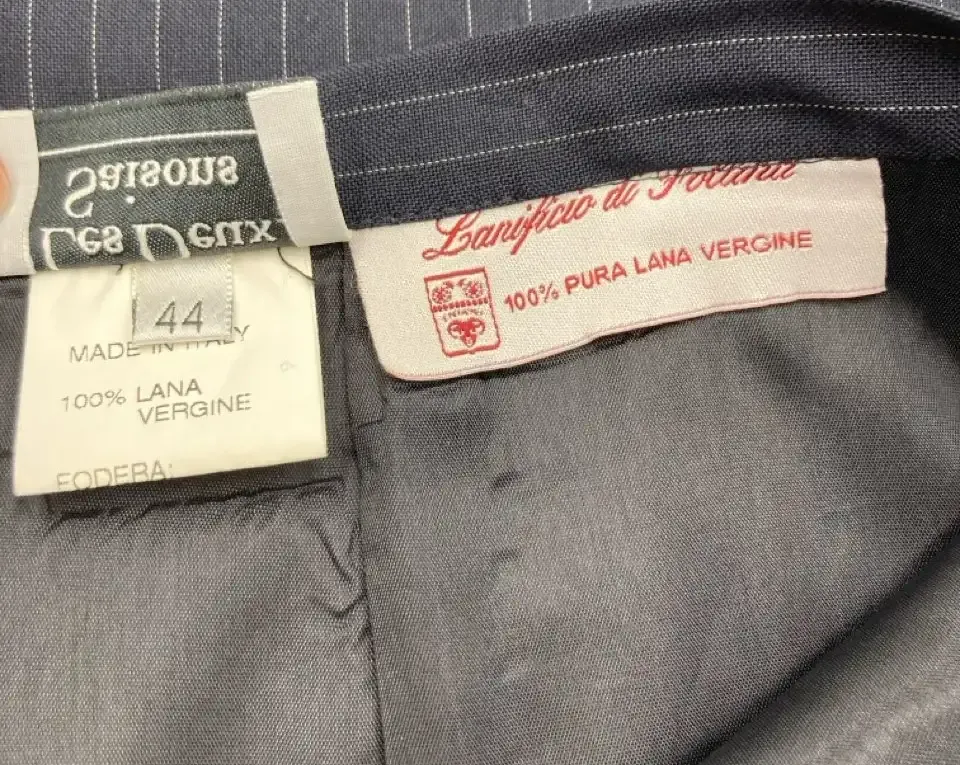 Les Deux
Saisons
44
MADE IN ITALY
100% LANA
VERGINE
FODERA:
Lanificio di
100% PURA LANA VERGINE